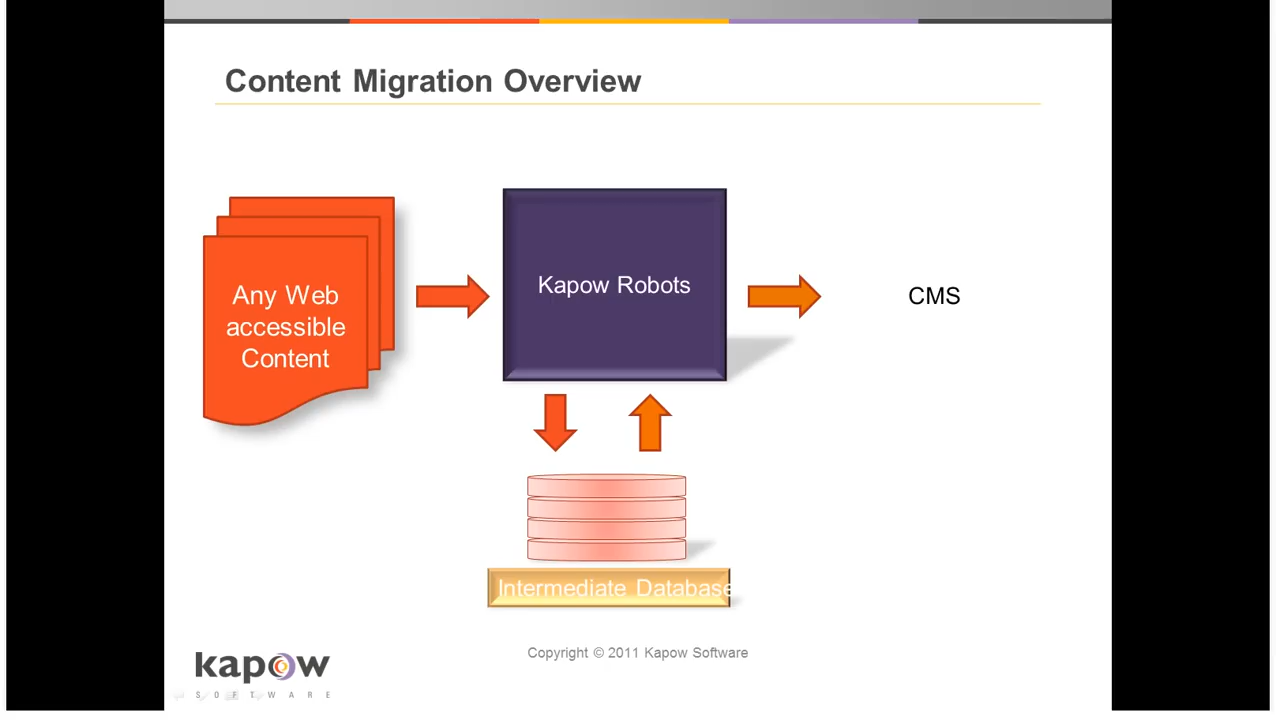 Content Migration Overview
Any Web
accessible
Content
Kapow Robots
CMS
Intermediate Database
Copyright © 2011 Kapow Software
kapow
SOFTWARE